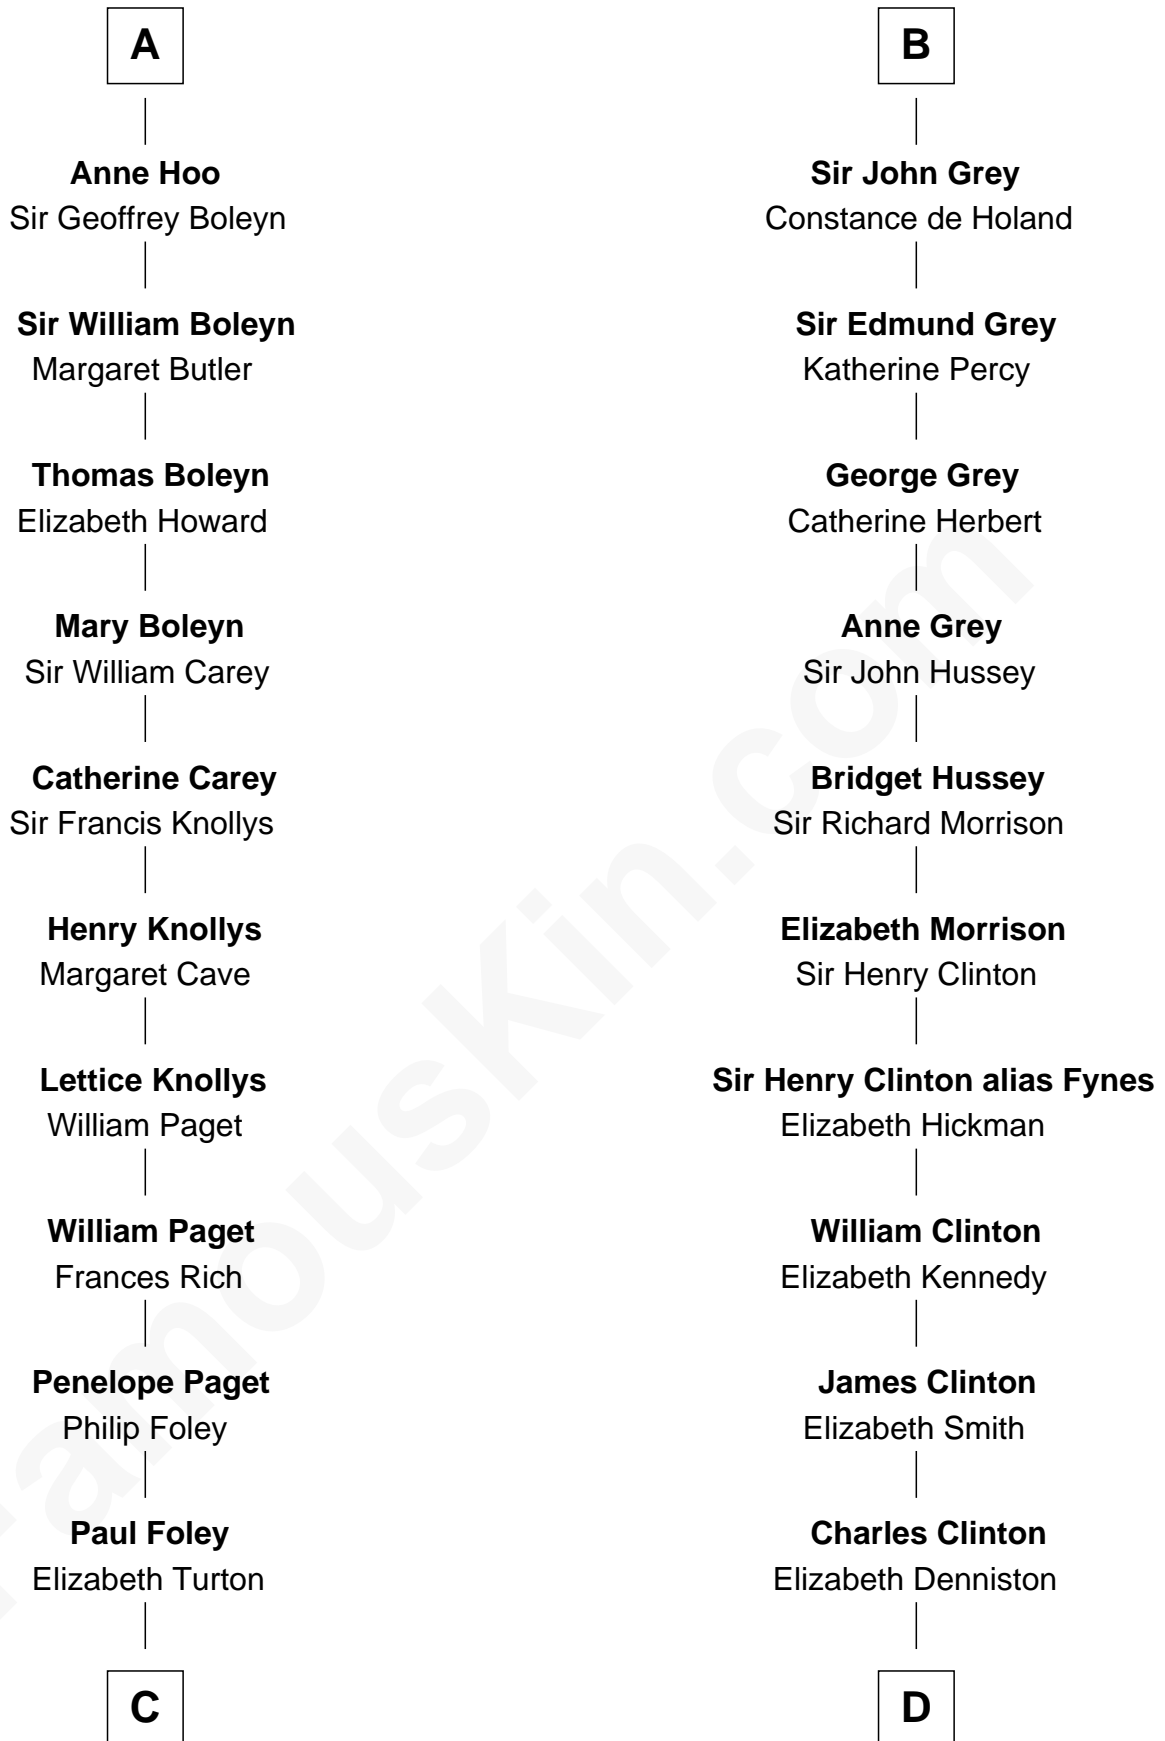 A
Anne Hoo
Sir Geoffrey Boleyn
Sir William Boleyn
Margaret Butler
Thomas Boleyn
Elizabeth Howard
Mary Boleyn
Sir William Carey
Catherine Carey
Sir Francis Knollys
Henry Knollys
Margaret Cave
Lettice Knollys
William Paget
William Paget
Frances Rich
Penelope Paget
Philip Foley
Paul Foley
Elizabeth Turton
C
B
Sir John Grey
Constance de Holand
Sir Edmund Grey
Katherine Percy
George Grey
Catherine Herbert
Anne Grey
Sir John Hussey
Bridget Hussey
Sir Richard Morrison
Elizabeth Morrison
Sir Henry Clinton
Sir Henry Clinton alias Fynes
Elizabeth Hickman
William Clinton
Elizabeth Kennedy
James Clinton
Elizabeth Smith
Charles Clinton
Elizabeth Denniston
D
FamousKin.com